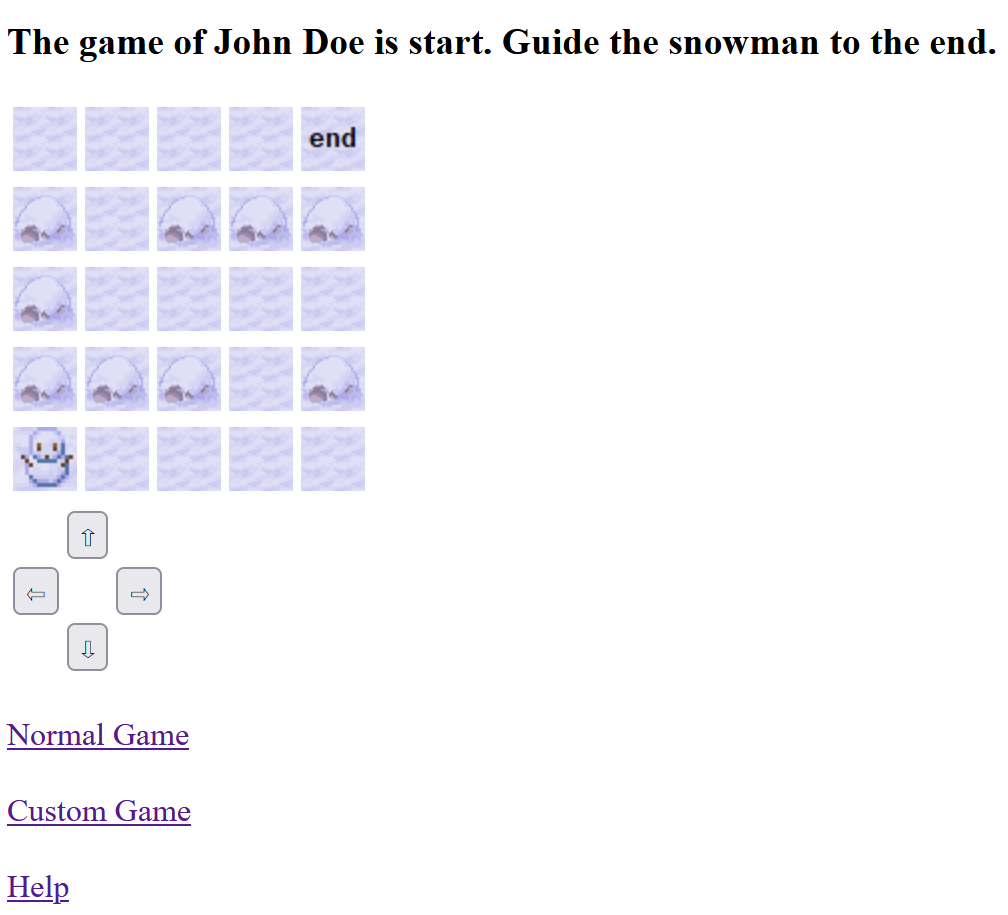 The game of John Doe is start. Guide the snowman to the end.
end
⇧
⇦ ⇨
⇩
Normal Game
Custom Game
Help